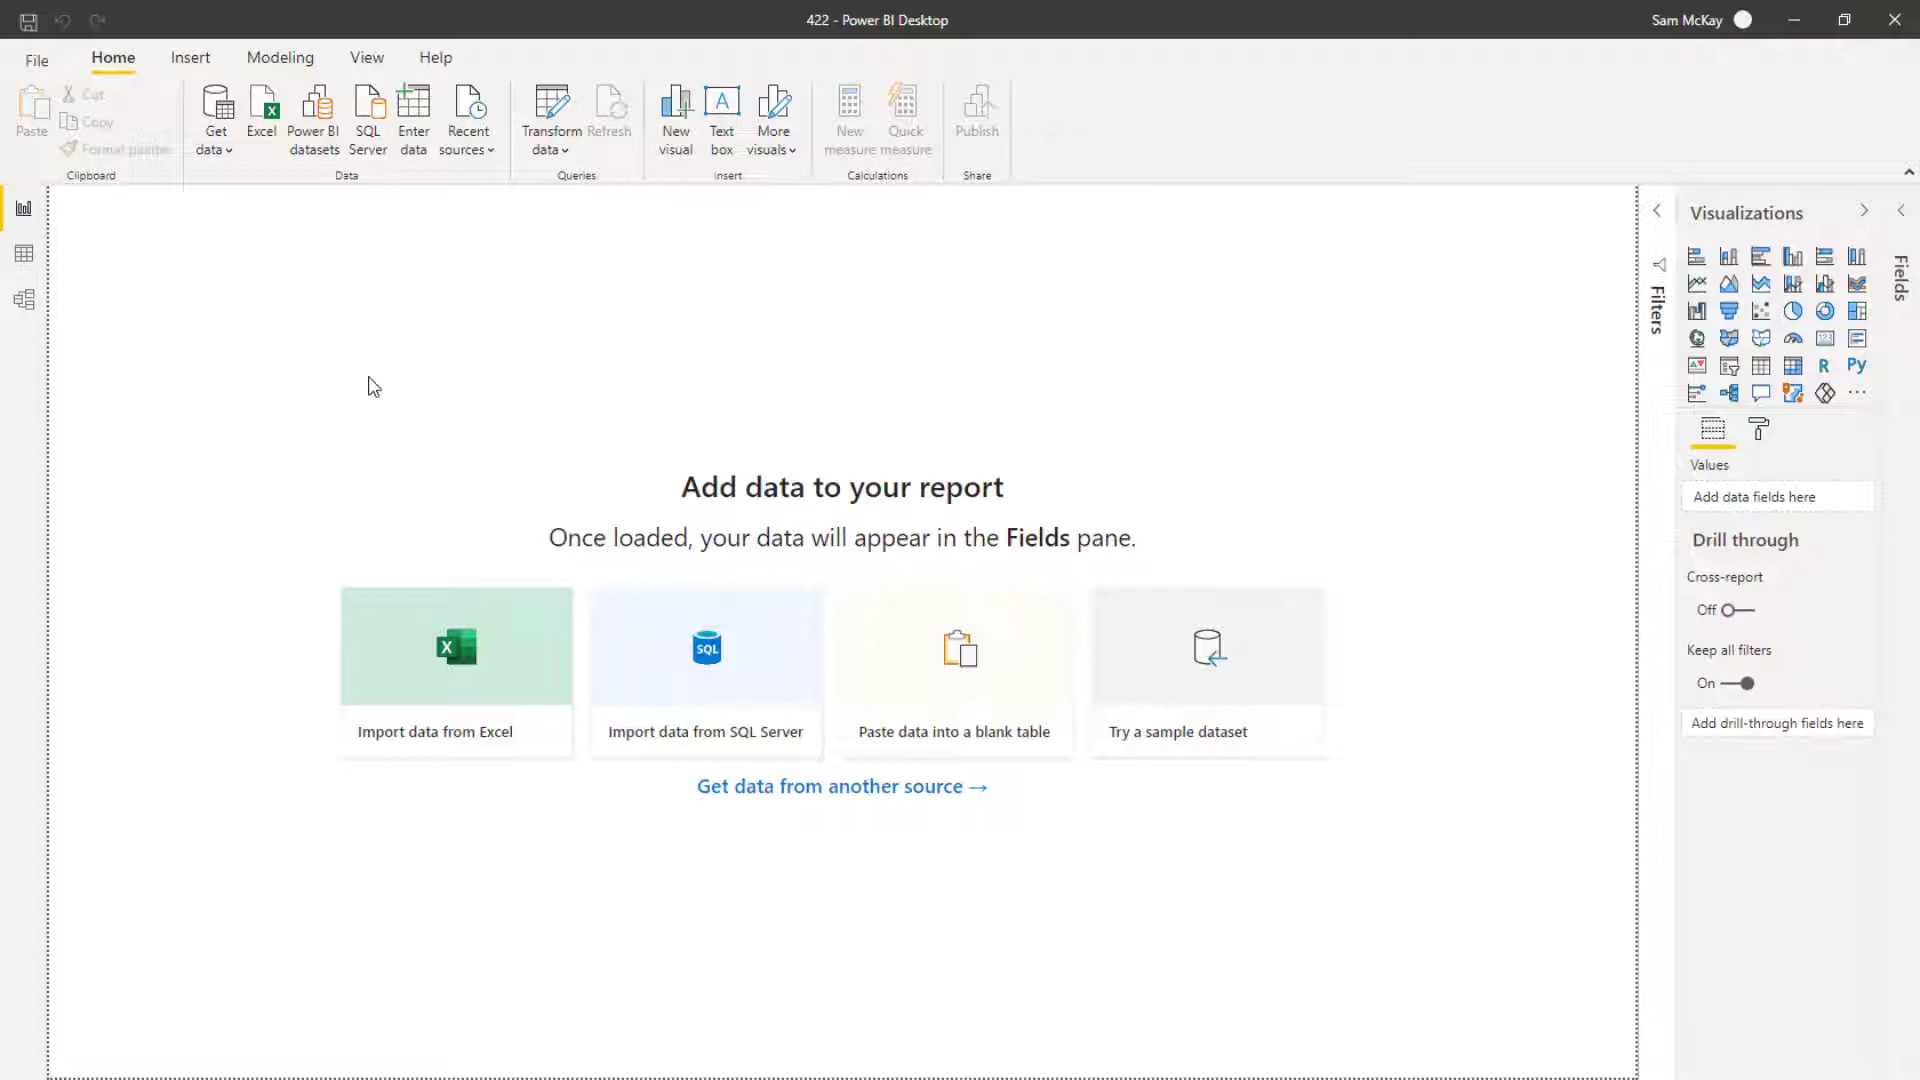 422 - Power BI Desktop
Sam McKay
File
Home
Insert
Modeling
View
Help
Paste
Cut
Copy
Format painter
Clipboard
Get
data
Excel
Power BI
datasets
SQL
Server
Enter
data
Recent
sources
Data
Transform
data
Refresh
Queries
New
visual
A
Text
box
More
visuals
Insert
New
measure
Quick
measure
Calculations
Publish
Share
Filters
Visualizations
Fields
123
R
Py
Values
Add data fields here
Drill through
Cross-report
Off
Keep all filters
On
Add drill-through fields here
Add data to your report
Once loaded, your data will appear in the Fields pane.
X
Import data from Excel
SQL
Import data from SQL Server
Paste data into a blank table
Try a sample dataset
Get data from another source →